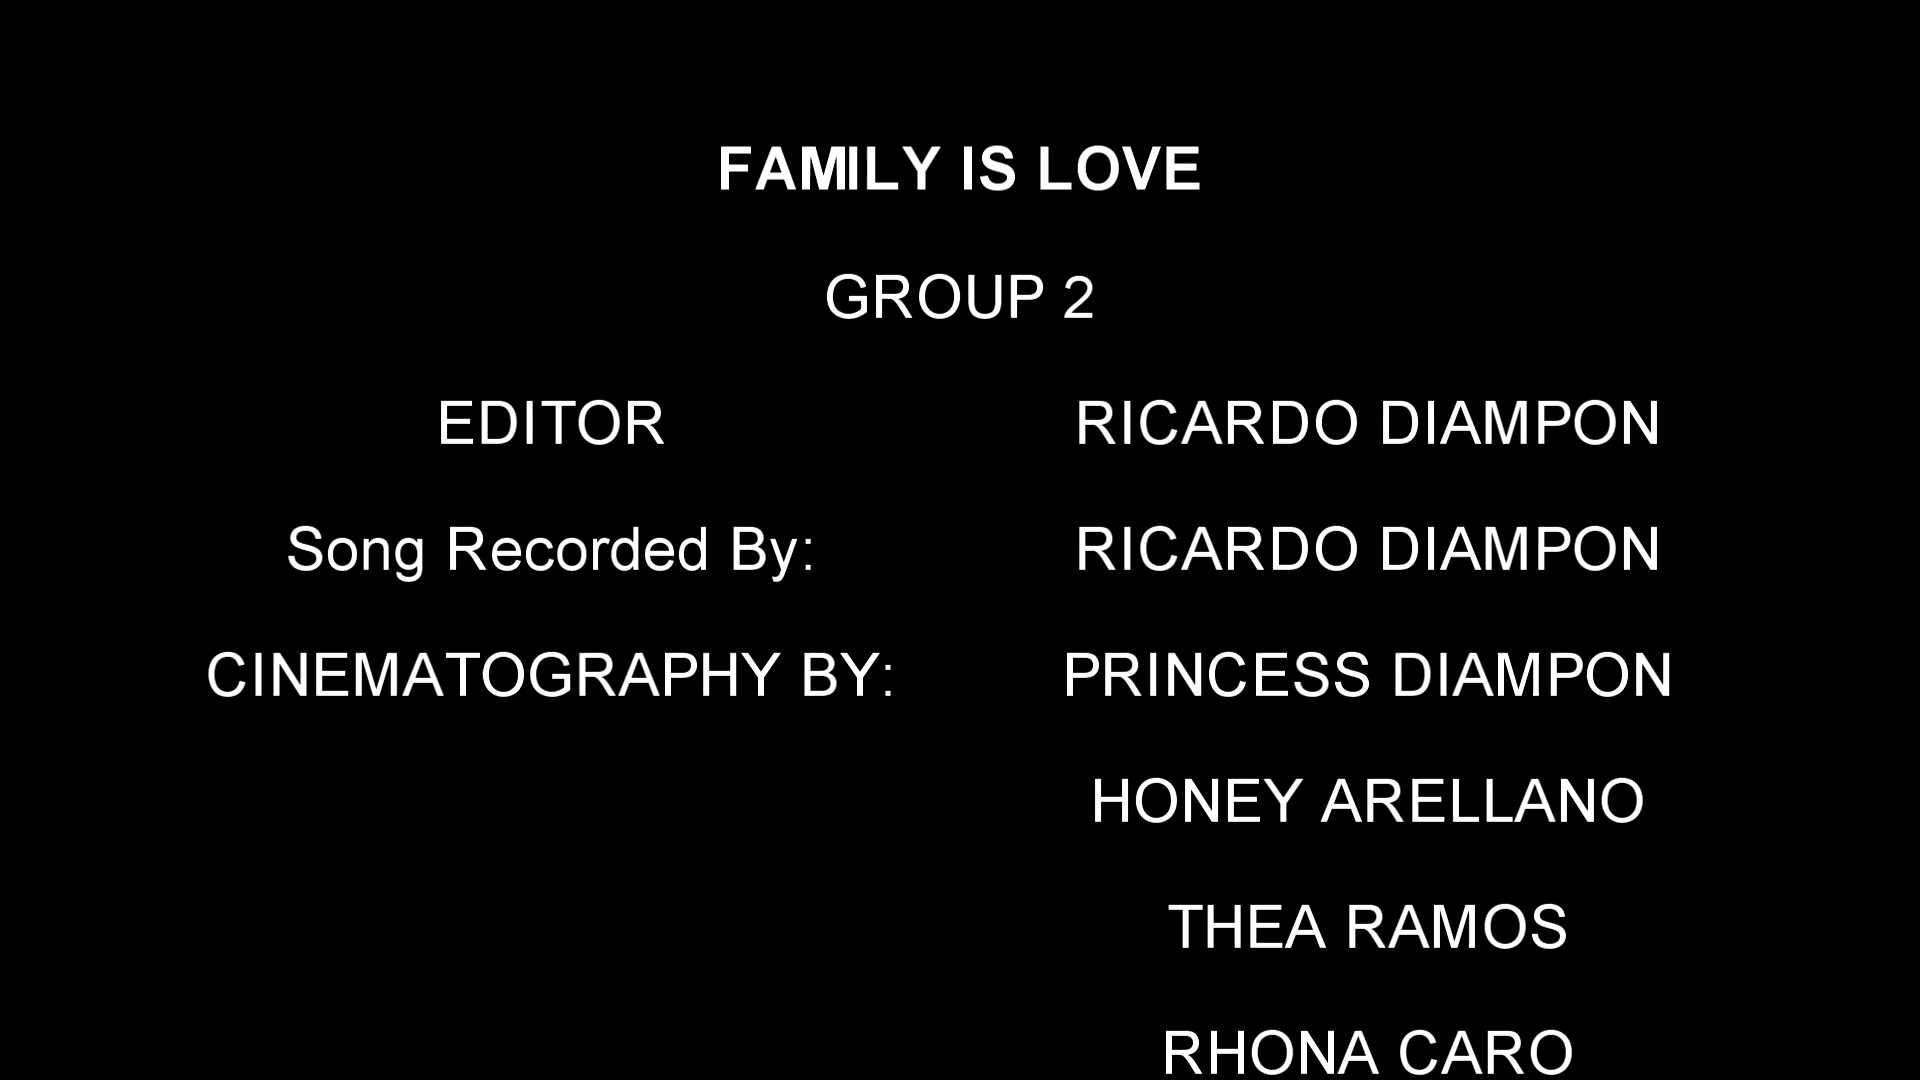 FAMILY IS LOVE
GROUP 2
EDITOR RICARDO DIAMPON
Song Recorded By: RICARDO DIAMPON
CINEMATOGRAPHY BY: PRINCESS DIAMPON
HONEY ARELLANO
THEA RAMOS
RHONA CARO